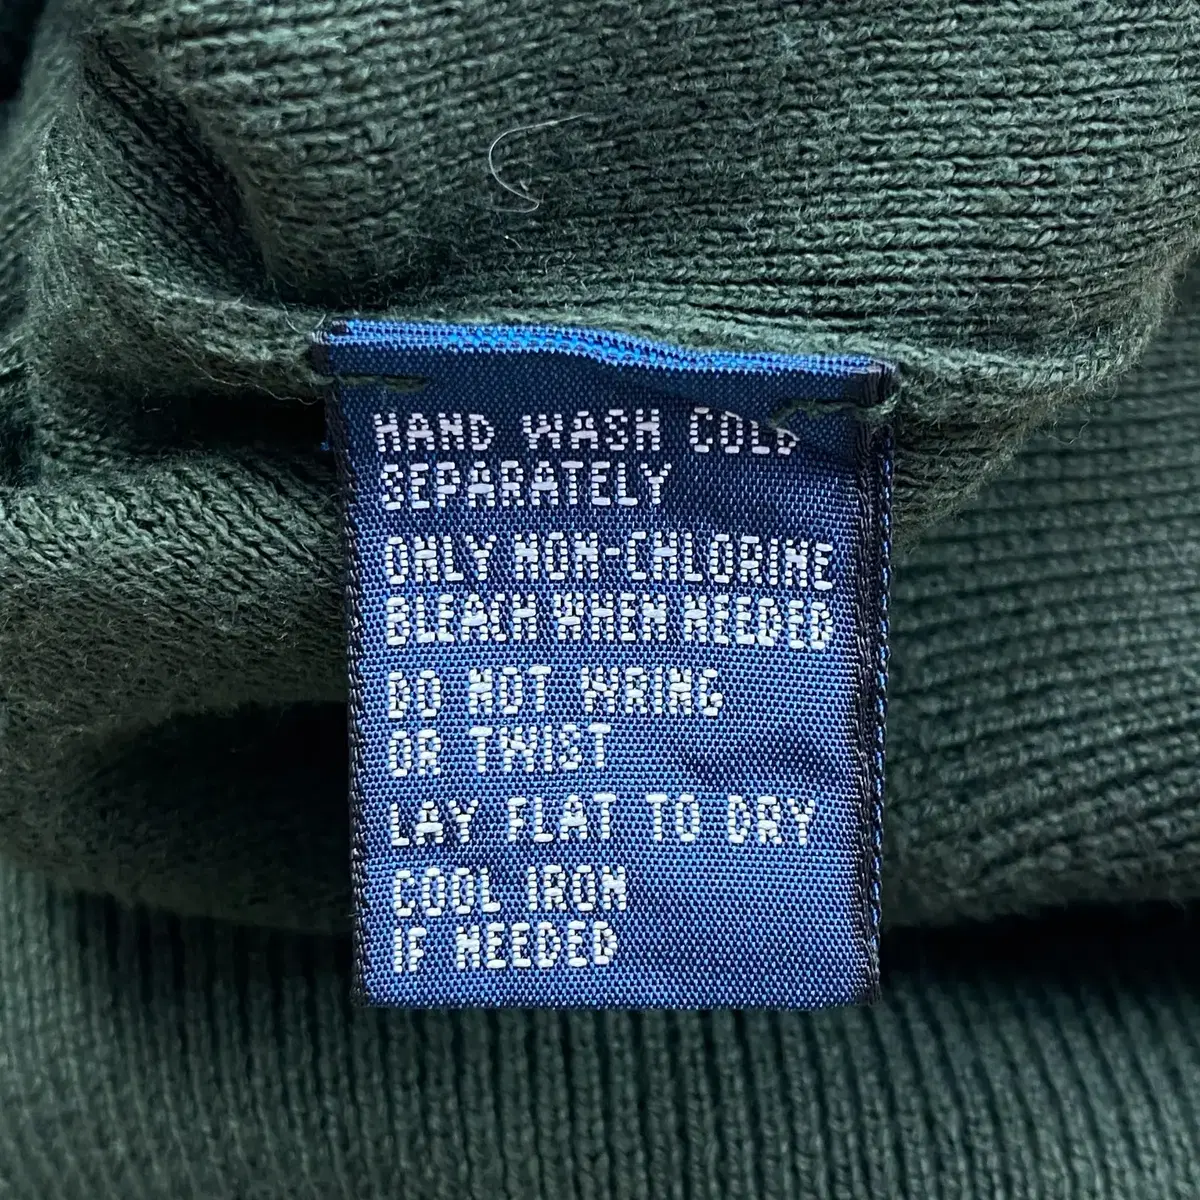 HAND WASH COLD
SEPARATELY
ONLY NON-CHLORINE
BLEACH WHEN NEEDED
DO NOT WRING
OR TWIST
LAY FLAT TO DRY
COOL IRON
IF NEEDED